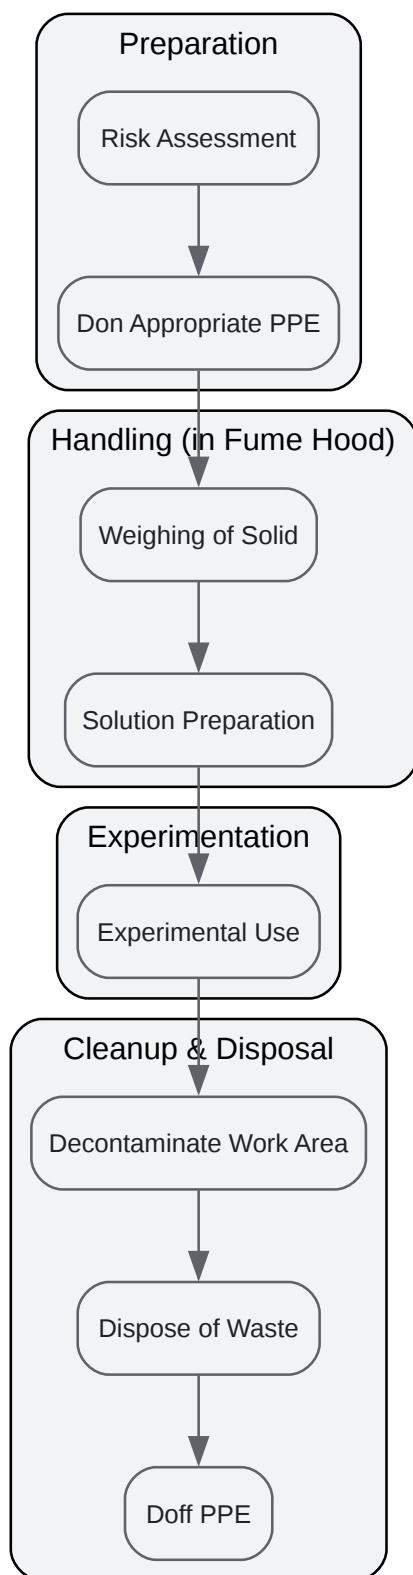 Preparation
Risk Assessment
Don Appropriate PPE
Handling (in Fume Hood)
Weighing of Solid
Solution Preparation
Experimentation
Experimental Use
Cleanup & Disposal
Decontaminate Work Area
Dispose of Waste
Doff PPE